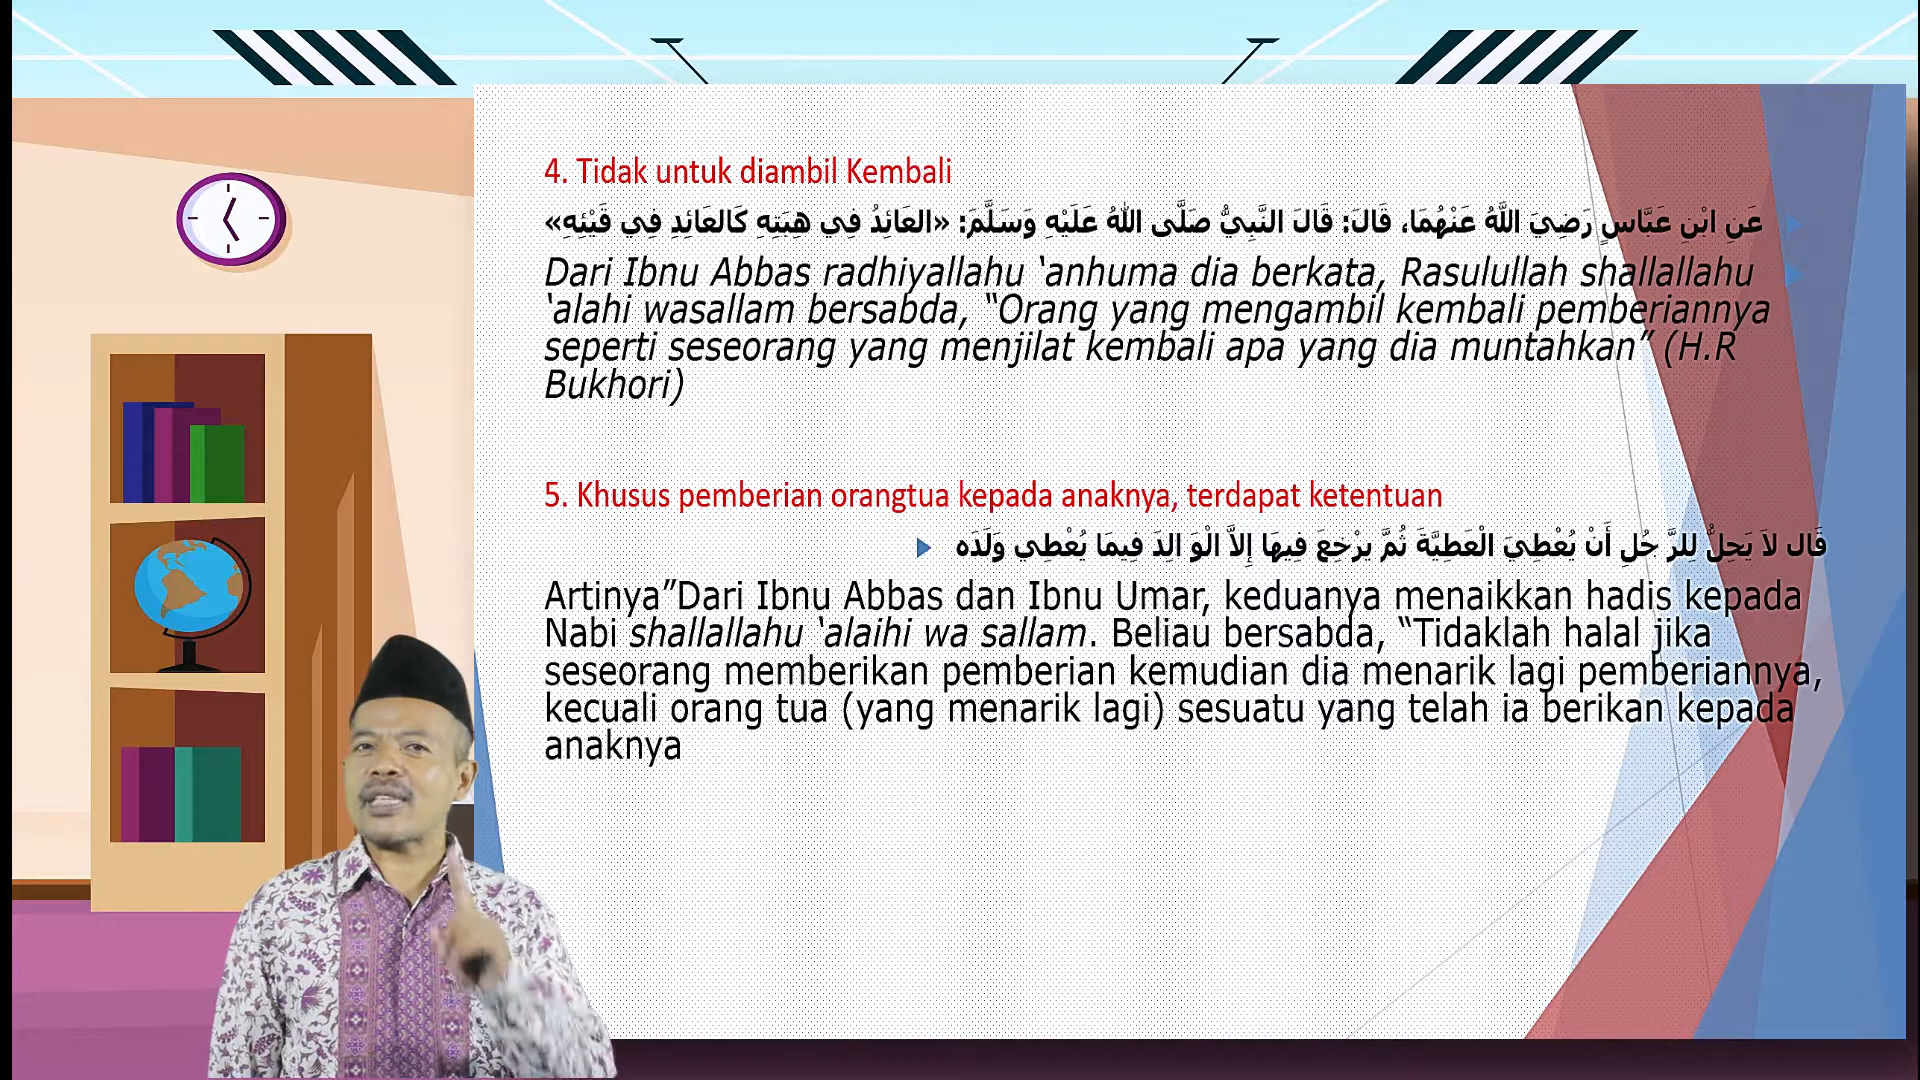 4. Tidak untuk diambil Kembali
عَنِ ابْنِ عَبَّاسٍ رَضِيَ اللَّهُ عَنْهُمَا، قَالَ: قَالَ النَّبِيُّ صَلَّى اللهُ عَلَيْهِ وَسَلَّمَ: «العَائِدُ فِي هِبَتِهِ كَالعَائِدِ فِي قَيْئِهِ»
Dari Ibnu Abbas radhiyallahu ‘anhuma dia berkata, Rasulullah shallallahu
‘alahi wasallam bersabda, “Orang yang mengambil kembali pemberiannya
seperti seseorang yang menjilat kembali apa yang dia muntahkan” (H.R
Bukhori)
5. Khusus pemberian orangtua kepada anaknya, terdapat ketentuan
قَال لاَ يَحِلُّ لِلرَّ جُلِ أَنْ يُعْطِيَ الْعَطِيَّةَ ثُمَّ يرْجِعَ فِيهَا إِلاَّ الْوَ الِدَ فِيمَا يُعْطِي وَلَدَه
Artinya”Dari Ibnu Abbas dan Ibnu Umar, keduanya menaikkan hadis kepada
Nabi shallallahu ‘alaihi wa sallam. Beliau bersabda, “Tidaklah halal jika
seseorang memberikan pemberian kemudian dia menarik lagi pemberiannya,
kecuali orang tua (yang menarik lagi) sesuatu yang telah ia berikan kepada
anaknya